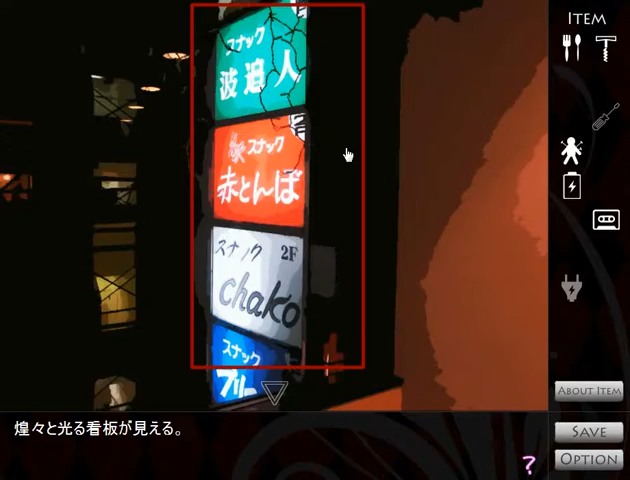 スナック
波追人
スナック
赤とんぼ
スナック 2F
chako
スナック
ブルー
煌々と光る看板が見える。
ITEM
ABOUT ITEM
SAVE
OPTION
?